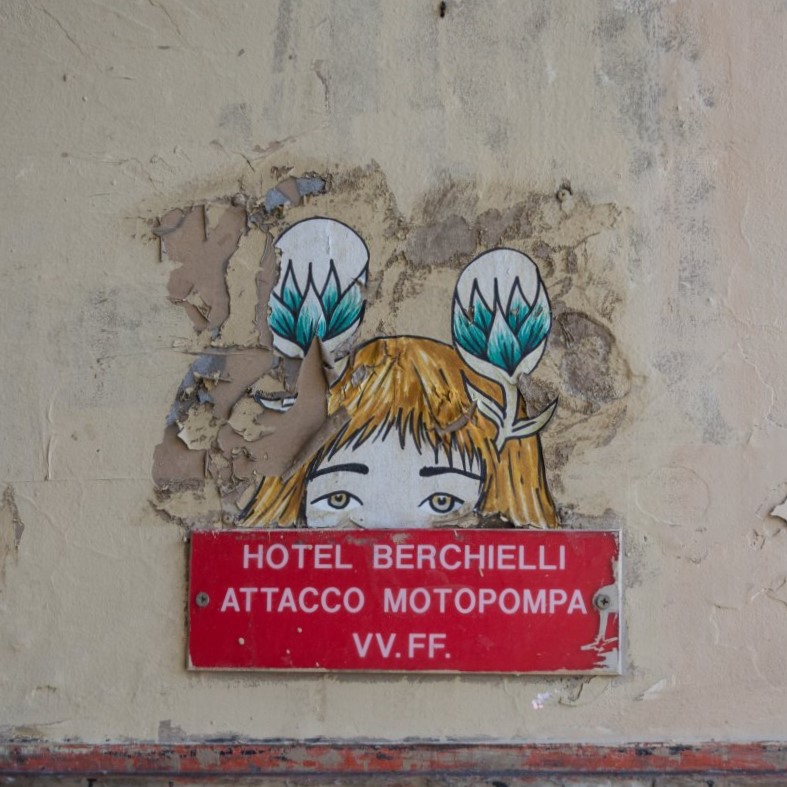 HOTEL BERCHIELLI
ATTACCO MOTOPOMPA
VV.FF.